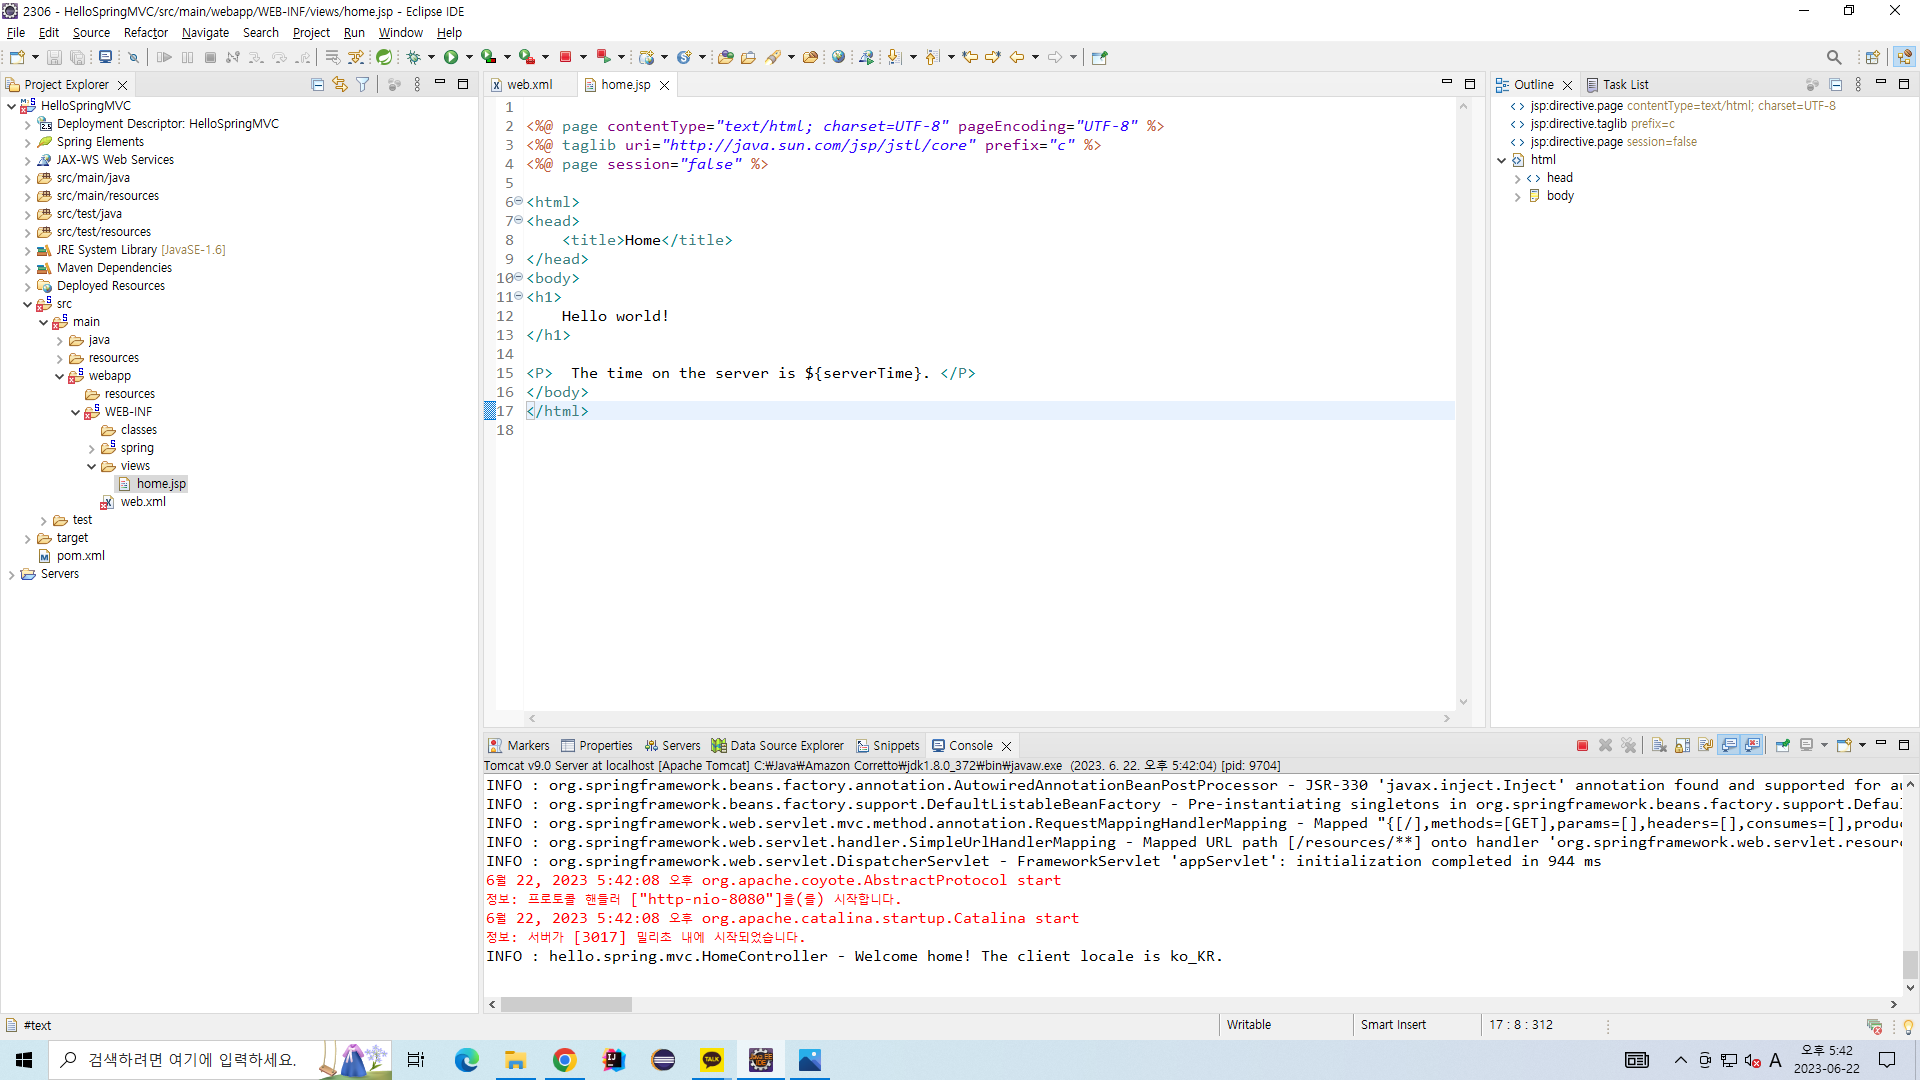 2306 - HelloSpringMVC/src/main/webapp/WEB-INF/views/home.jsp - Eclipse IDE
File Edit Source Refactor Navigate Search Project Run Window Help
Project Explorer
HelloSpringMVC
Deployment Descriptor: HelloSpringMVC
Spring Elements
JAX-WS Web Services
src/main/java
src/main/resources
src/test/java
src/test/resources
JRE System Library [JavaSE-1.6]
Maven Dependencies
Deployed Resources
src
main
java
resources
webapp
resources
WEB-INF
classes
spring
views
home.jsp
web.xml
test
target
pom.xml
Servers
web.xml home.jsp
1
2 <%@ page contentType="text/html; charset=UTF-8" pageEncoding="UTF-8" %>
3 <%@ taglib uri="http://java.sun.com/jsp/jstl/core" prefix="c" %>
4 <%@ page session="false" %>
5
6 <html>
7 <head>
8 <title>Home</title>
9 </head>
10 <body>
11 <h1>
12 Hello world!
13 </h1>
14
15 <P>  The time on the server is ${serverTime}. </P>
16 </body>
17 </html>
18
Outline Task List
jsp:directive.page contentType=text/html; charset=UTF-8
jsp:directive.taglib prefix=c
jsp:directive.page session=false
html
head
body
Markers Properties Servers Data Source Explorer Snippets Console
Tomcat v9.0 Server at localhost [Apache Tomcat] C:₩Java₩Amazon Corretto₩jdk1.8.0_372₩bin₩javaw.exe (2023. 6. 22. 오후 5:42:04) [pid: 9704]
INFO : org.springframework.beans.factory.annotation.AutowiredAnnotationBeanPostProcessor - JSR-330 'javax.inject.Inject' annotation found and supported for au
INFO : org.springframework.beans.factory.support.DefaultListableBeanFactory - Pre-instantiating singletons in org.springframework.beans.factory.support.Defaul
INFO : org.springframework.web.servlet.mvc.method.annotation.RequestMappingHandlerMapping - Mapped "{[/],methods=[GET],params=[],headers=[],consumes=[],produc
INFO : org.springframework.web.servlet.handler.SimpleUrlHandlerMapping - Mapped URL path [/resources/**] onto handler 'org.springframework.web.servlet.resourc
INFO : org.springframework.web.servlet.DispatcherServlet - FrameworkServlet 'appServlet': initialization completed in 944 ms
6월 22, 2023 5:42:08 오후 org.apache.coyote.AbstractProtocol start
정보: 프로토콜 핸들러 ["http-nio-8080"]을(를) 시작합니다.
6월 22, 2023 5:42:08 오후 org.apache.catalina.startup.Catalina start
정보: 서버가 [3017] 밀리초 내에 시작되었습니다.
INFO : hello.spring.mvc.HomeController - Welcome home! The client locale is ko_KR.
#text
Writable
Smart Insert
17 : 8 : 312
검색하려면 여기에 입력하세요.
TALK
A
오후 5:42
2023-06-22